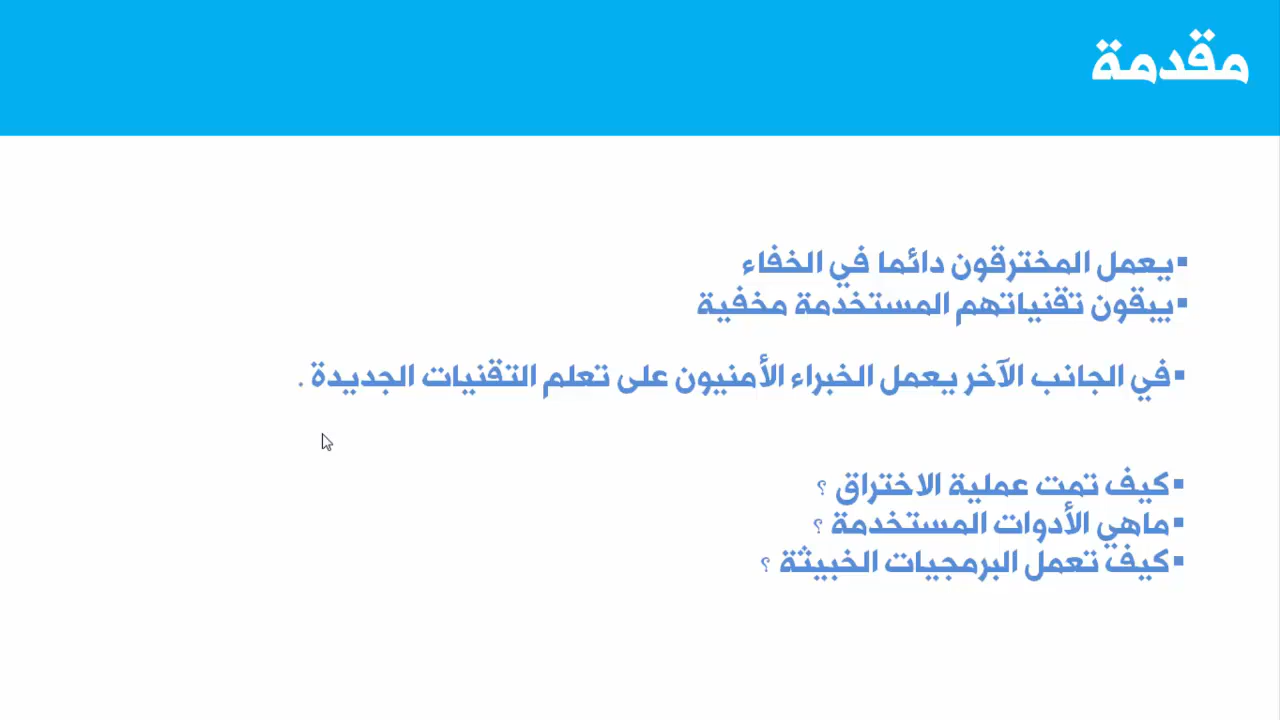 مقدمة
▪يعمل المخترقون دائما في الخفاء
▪يبقون تقنياتهم المستخدمة مخفية
▪في الجانب الآخر يعمل الخبراء الأمنيون على تعلم التقنيات الجديدة .
▪كيف تمت عملية الاختراق ؟
▪ماهي الأدوات المستخدمة ؟
▪كيف تعمل البرمجيات الخبيثة ؟